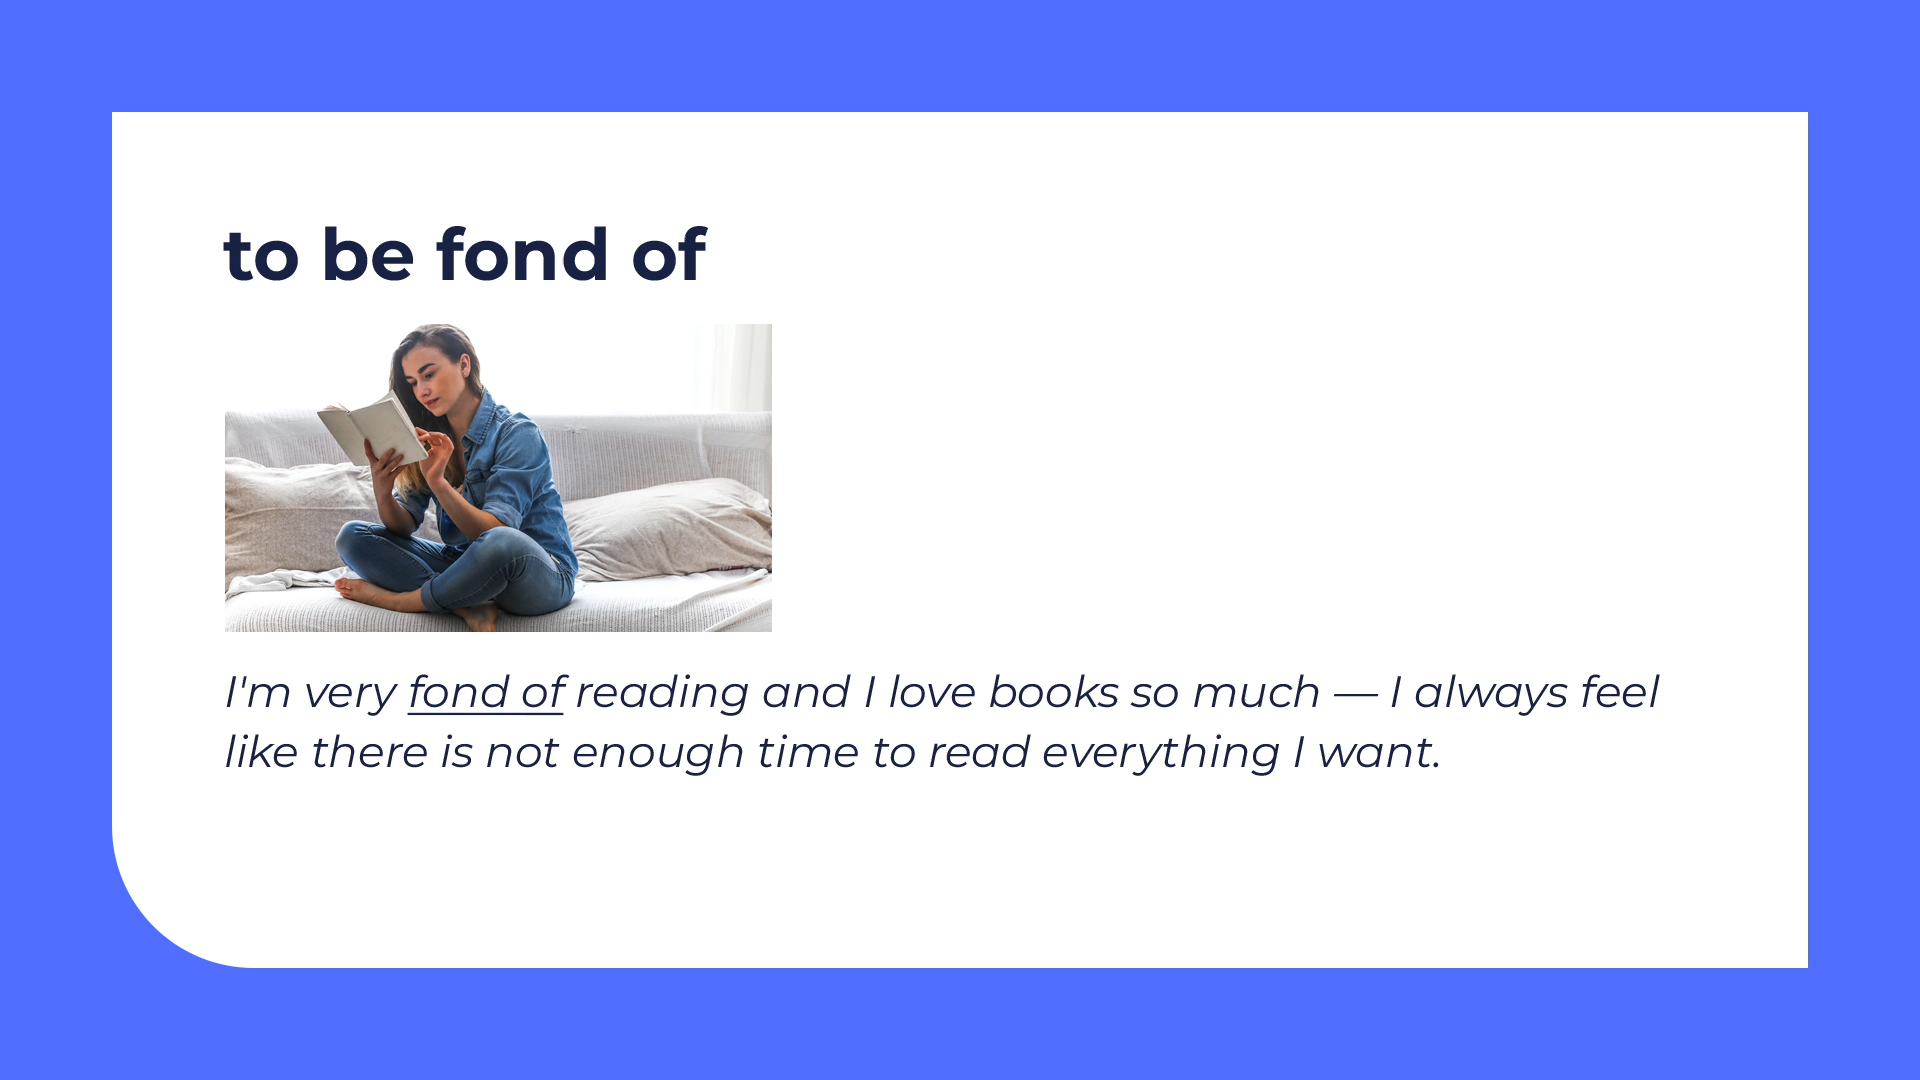 to be fond of
I'm very fond of reading and I love books so much — I always feel
like there is not enough time to read everything I want.